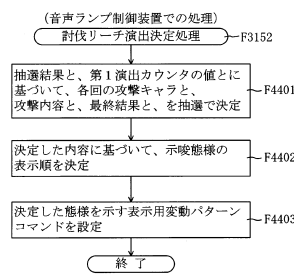 (音声ランプ制御装置での処理)
討伐リーチ演出決定処理
F3152
抽選結果と、第1演出カウンタの値とに
基づいて、各回の攻撃キャラと、
攻撃内容と、最終結果と、を抽選で決定
F4401
決定した内容に基づいて、示唆態様の
表示順を決定
F4402
決定した態様を示す表示用変動パターン
コマンドを設定
F4403
終了